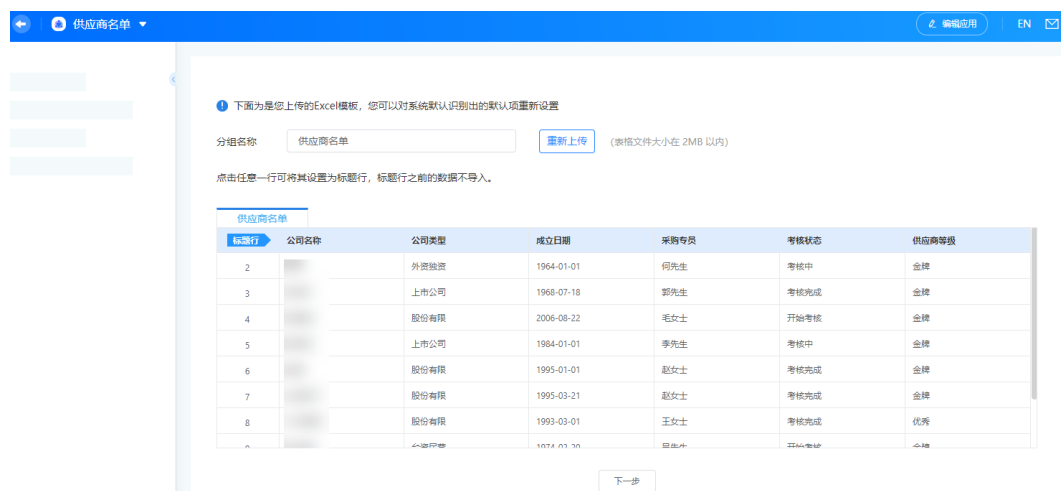 供应商名单
编辑应用
EN
下面为是您上传的Excel模板，您可以对系统默认识别出的默认项重新设置
分组名称 供应商名单 重新上传 (表格文件大小在 2MB 以内)
点击任意一行可将其设置为标题行，标题行之前的数据不导入。
供应商名单
标题行 公司名称 公司类型 成立日期 采购专员 考核状态 供应商等级
2 外资独资 1964-01-01 何先生 考核中 金牌
3 上市公司 1968-07-18 郭先生 考核完成 金牌
4 股份有限 2006-08-22 毛女士 开始考核 金牌
5 上市公司 1984-01-01 李先生 考核中 金牌
6 股份有限 1995-01-01 赵女士 考核完成 金牌
7 股份有限 1995-03-21 赵女士 考核完成 金牌
8 股份有限 1993-03-01 王女士 考核完成 优秀
下一步